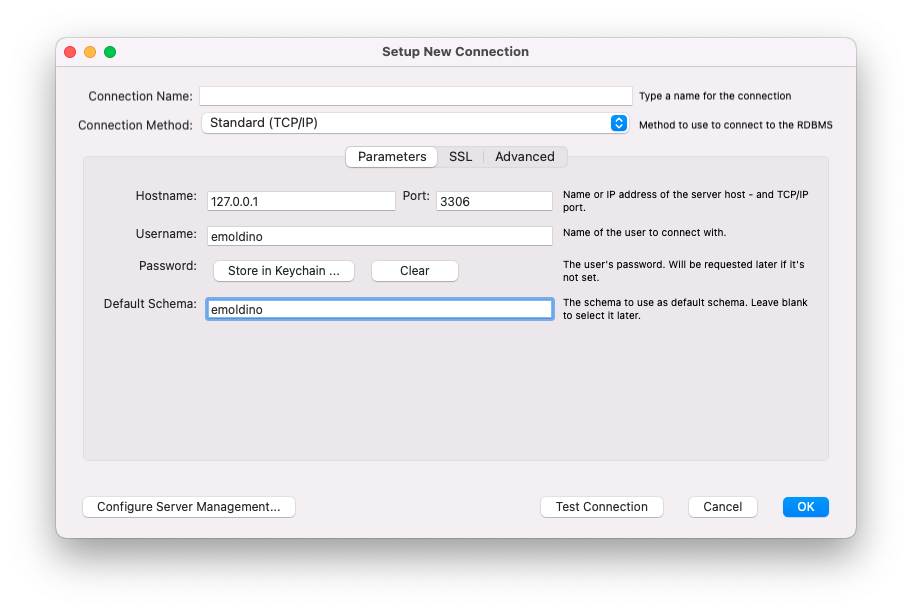 Setup New Connection
Connection Name: Type a name for the connection
Connection Method: Standard (TCP/IP) Method to use to connect to the RDBMS
Parameters SSL Advanced
Hostname: 127.0.0.1 Port: 3306 Name or IP address of the server host - and TCP/IP
port.
Username: emoldino Name of the user to connect with.
Password: Store in Keychain ... Clear The user's password. Will be requested later if it's
not set.
Default Schema: emoldino The schema to use as default schema. Leave blank
to select it later.
Configure Server Management... Test Connection Cancel OK